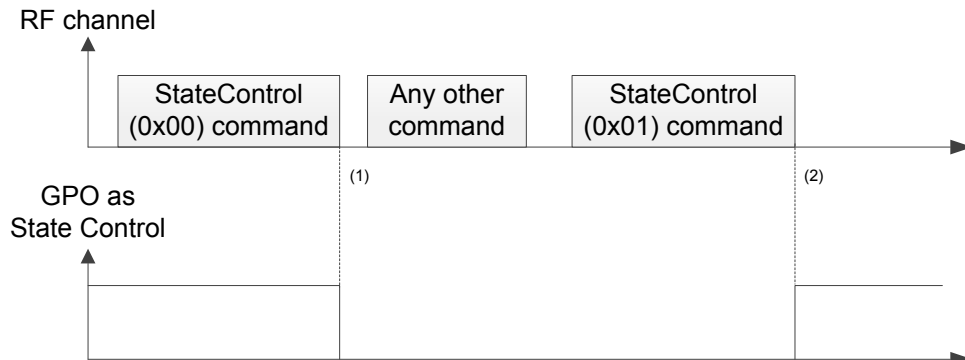 RF channel
StateControl
(0x00) command
Any other
command
StateControl
(0x01) command
(1)
(2)
GPO as
State Control